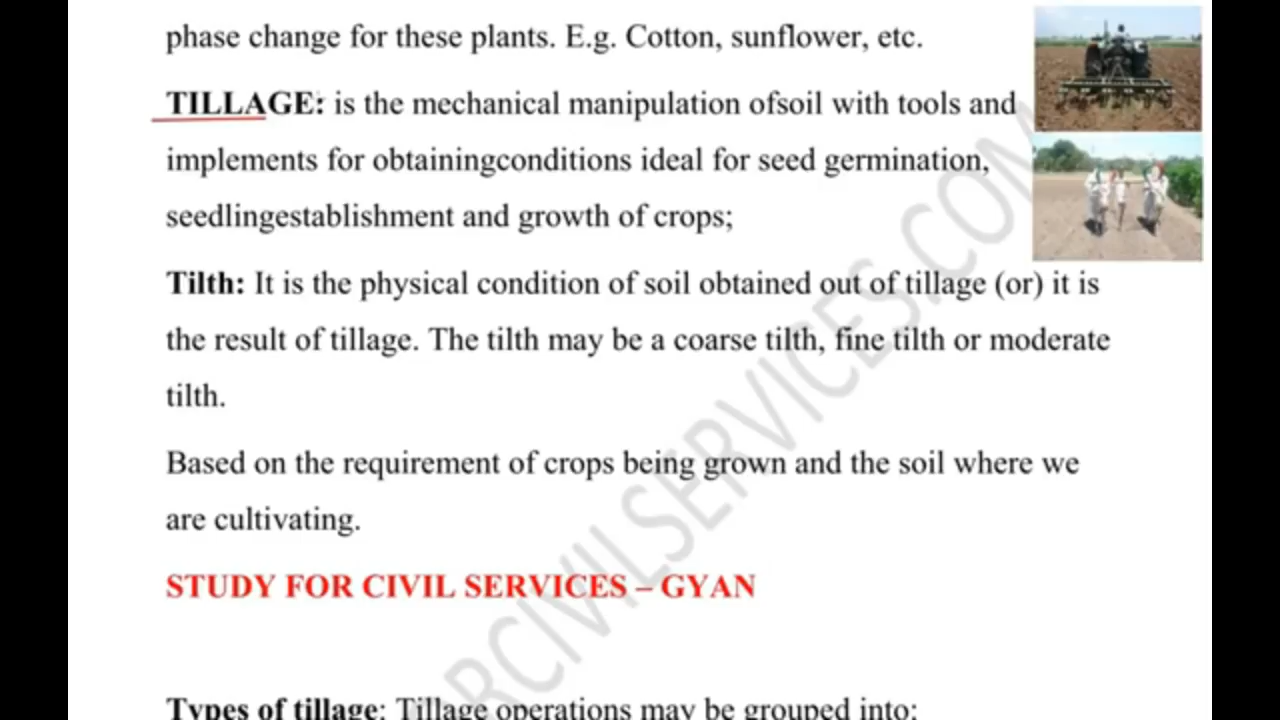 phase change for these plants. E.g. Cotton, sunflower, etc.
TILLAGE: is the mechanical manipulation ofsoil with tools and
implements for obtainingconditions ideal for seed germination,
seedlingestablishment and growth of crops;
Tilth: It is the physical condition of soil obtained out of tillage (or) it is
the result of tillage. The tilth may be a coarse tilth, fine tilth or moderate
tilth.
Based on the requirement of crops being grown and the soil where we
are cultivating.
STUDY FOR CIVIL SERVICES – GYAN
Types of tillage: Tillage operations may be grouped into:
RCIVILSERVICES.COM